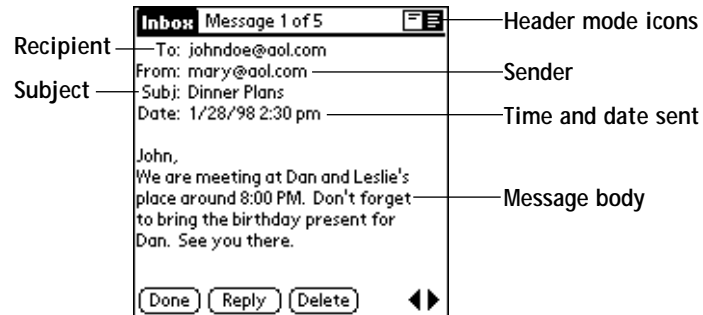 Inbox Message 1 of 5
Header mode icons
Recipient
To: johndoe@aol.com
From: mary@aol.com
Sender
Subject
Subj: Dinner Plans
Date: 1/28/98 2:30 pm
Time and date sent
John,
We are meeting at Dan and Leslie's
place around 8:00 PM. Don't forget
Message body
to bring the birthday present for
Dan. See you there.
Done Reply Delete